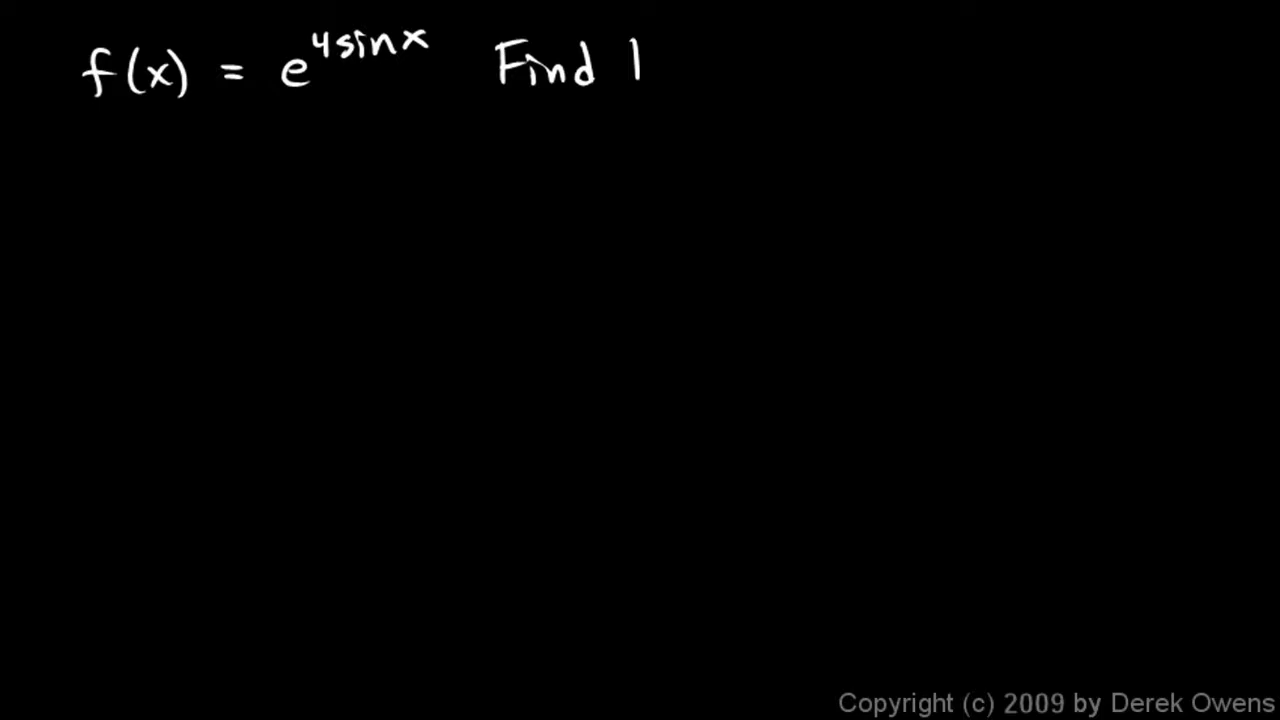 f(x) = e^{4sinx} Find l
Copyright (c) 2009 by Derek Owens